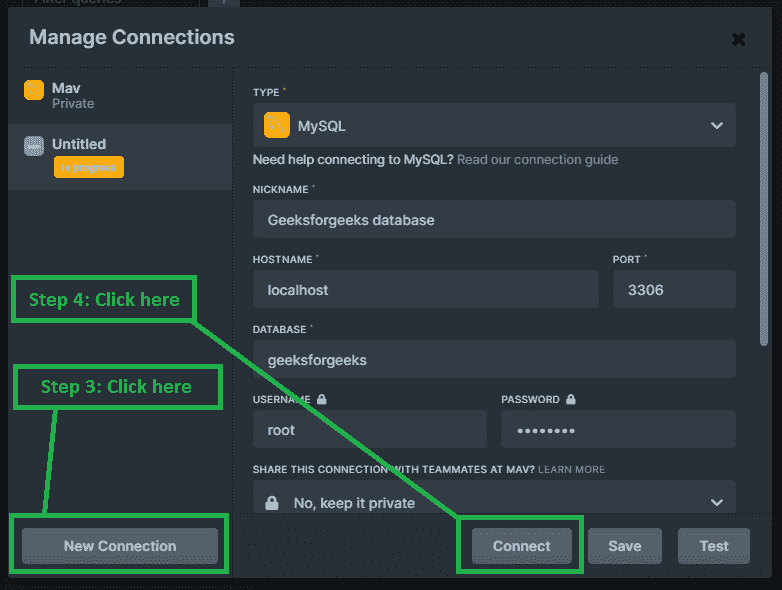 Filter queries
Manage Connections
Mav
Private
Untitled
In progress
TYPE *
MySQL
Need help connecting to MySQL? Read our connection guide
NICKNAME *
Geeksforgeeks database
HOSTNAME *
PORT *
localhost
3306
DATABASE *
geeksforgeeks
Step 4: Click here
Step 3: Click here
USERNAME
PASSWORD
root
••••••••
SHARE THIS CONNECTION WITH TEAMMATES AT MAV? LEARN MORE
No, keep it private
New Connection
Connect
Save
Test